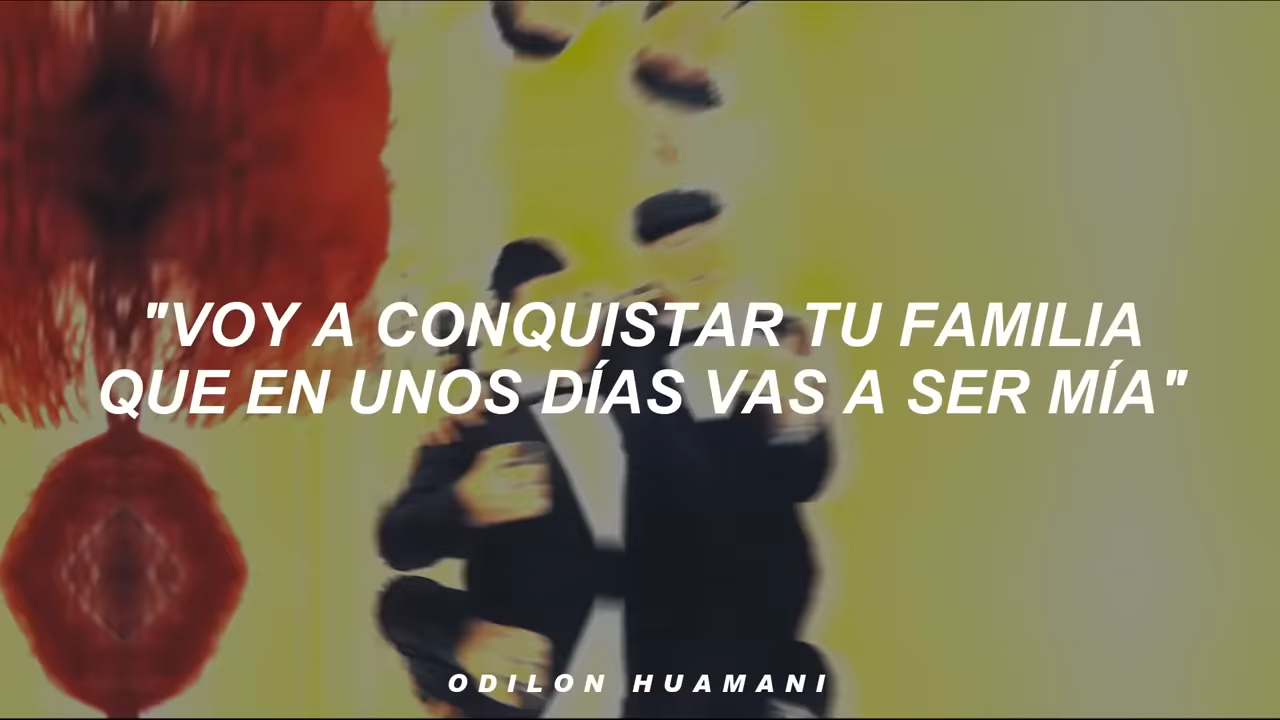 "VOY A CONQUISTAR TU FAMILIA
QUE EN UNOS DÍAS VAS A SER MÍA"
ODILON HUAMANI